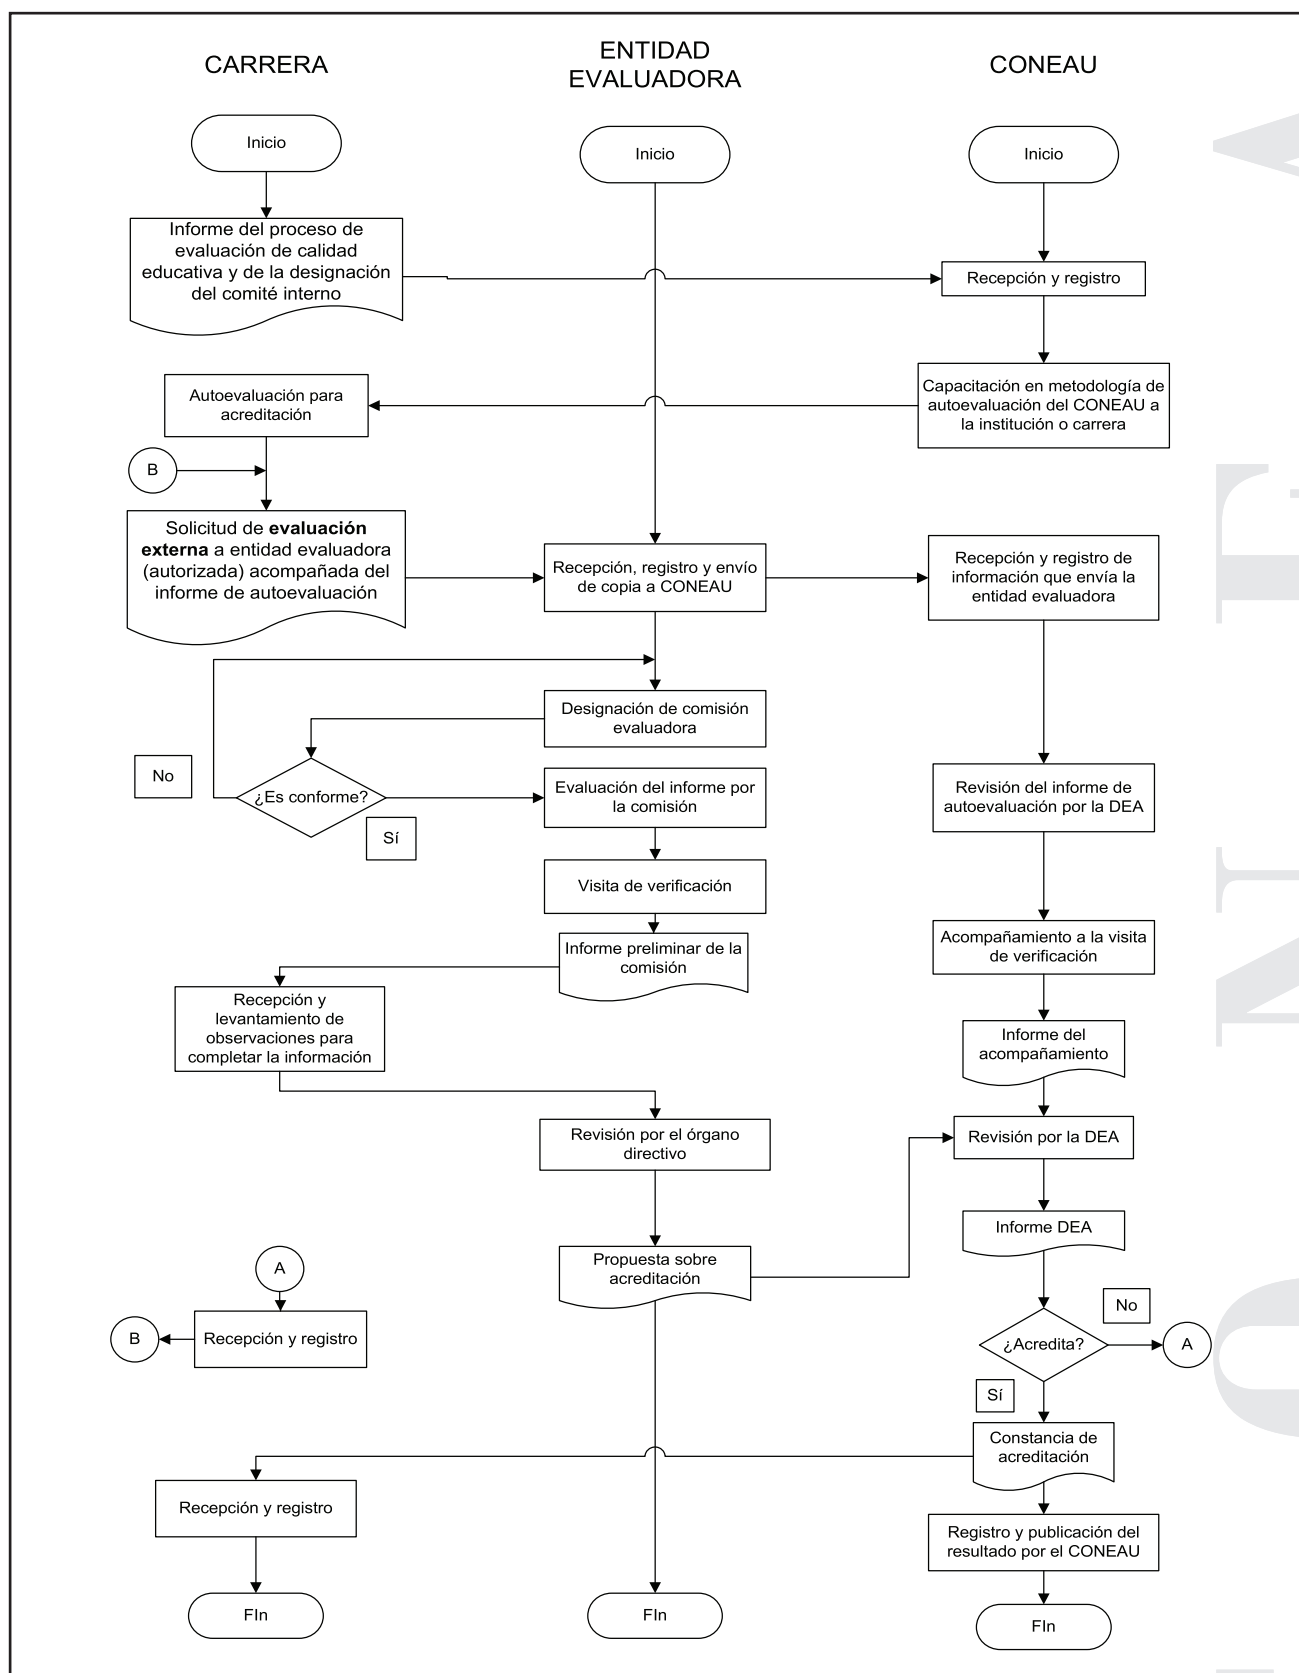 CARRERA
ENTIDAD
EVALUADORA
CONEAU
Inicio
Inicio
Inicio
Informe del proceso de
evaluación de calidad
educativa y de la designación
del comité interno
Recepción y registro
Autoevaluación para
acreditación
Capacitación en metodología de
autoevaluación del CONEAU a
la institución o carrera
B
Solicitud de evaluación
externa a entidad evaluadora
(autorizada) acompañada del
informe de autoevaluación
Recepción, registro y envío
de copia a CONEAU
Recepción y registro de
información que envía la
entidad evaluadora
Designación de comisión
evaluadora
No
¿Es conforme?
Sí
Evaluación del informe por
la comisión
Revisión del informe de
autoevaluación por la DEA
Visita de verificación
Informe preliminar de la
comisión
Acompañamiento a la visita
de verificación
Recepción y
levantamiento de
observaciones para
completar la información
Informe del
acompañamiento
Revisión por el órgano
directivo
Revisión por la DEA
Informe DEA
Propuesta sobre
acreditación
A
Recepción y registro
B
No
¿Acredita?
A
Sí
Constancia de
acreditación
Recepción y registro
Registro y publicación del
resultado por el CONEAU
FIn
FIn
FIn